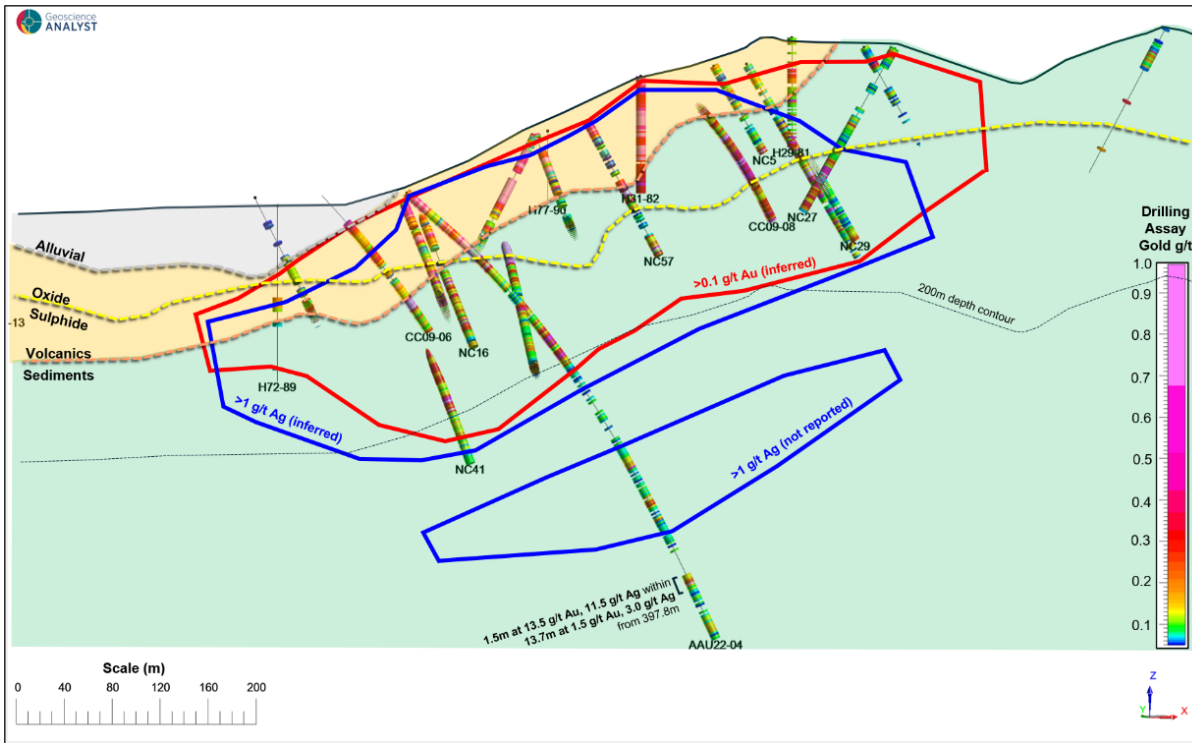 Geoscience
ANALYST
Alluvial
Oxide
Sulphide
-13
Volcanics
Sediments
H72-89
CC09-06
NC16
NC41
H77-90
H31-82
NC57
NC5
H29-81
CC09-08
NC27
NC29
>0.1 g/t Au (inferred)
200m depth contour
>1 g/t Ag (inferred)
>1 g/t Ag (not reported)
1.5m at 13.5 g/t Au, 11.5 g/t Ag within
13.7m at 1.5 g/t Au, 3.0 g/t Ag
from 397.8m
AAU22-04
Drilling
Assay
Gold g/t
1.0
0.9
0.8
0.7
0.6
0.5
0.4
0.3
0.2
0.1
Scale (m)
0 40 80 120 160 200
Z
Y X